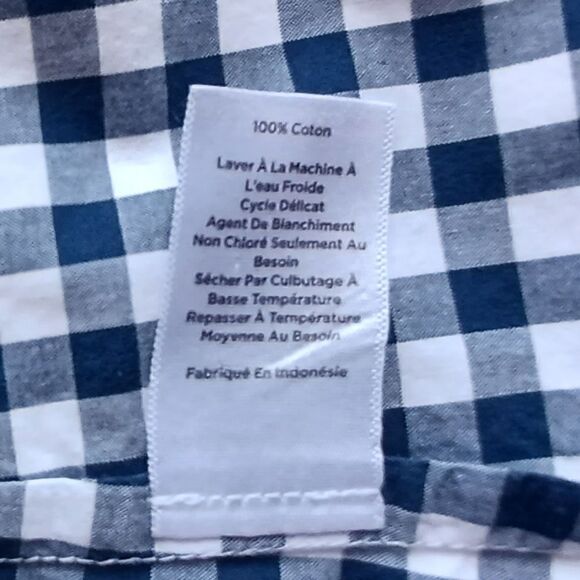 100% Coton
Laver À La Machine À
L'eau Froide
Cycle Délicat
Agent De Blanchiment
Non Chloré Seulement Au
Besoin
Sécher Par Culbutage À
Basse Température
Repasser À Température
Moyenne Au Besoin
Fabriqué En Indonésie